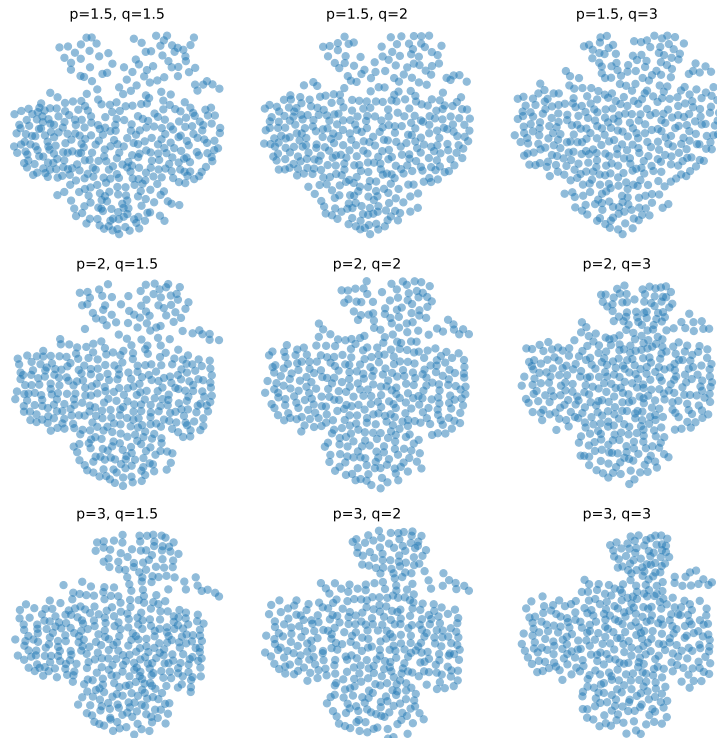 p=1.5, q=1.5
p=1.5, q=2
p=1.5, q=3
p=2, q=1.5
p=2, q=2
p=2, q=3
p=3, q=1.5
p=3, q=2
p=3, q=3